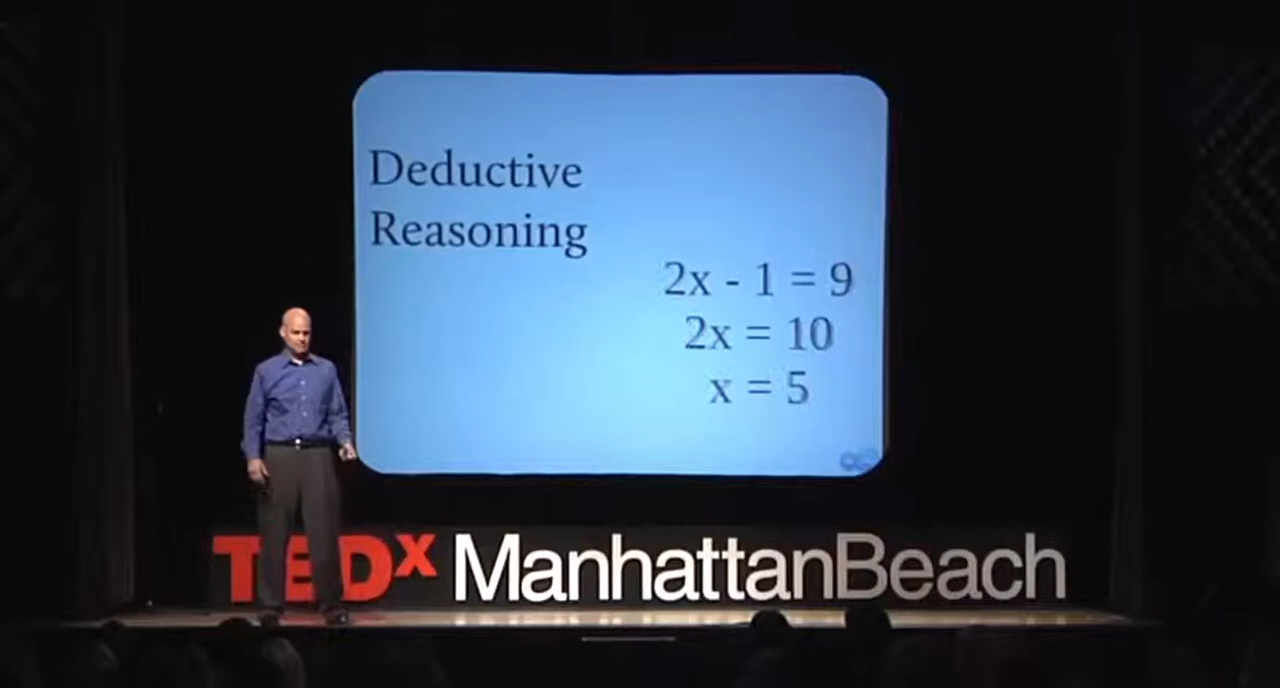 Deductive
Reasoning
2x - 1 = 9
2x = 10
x = 5
TEDx ManhattanBeach